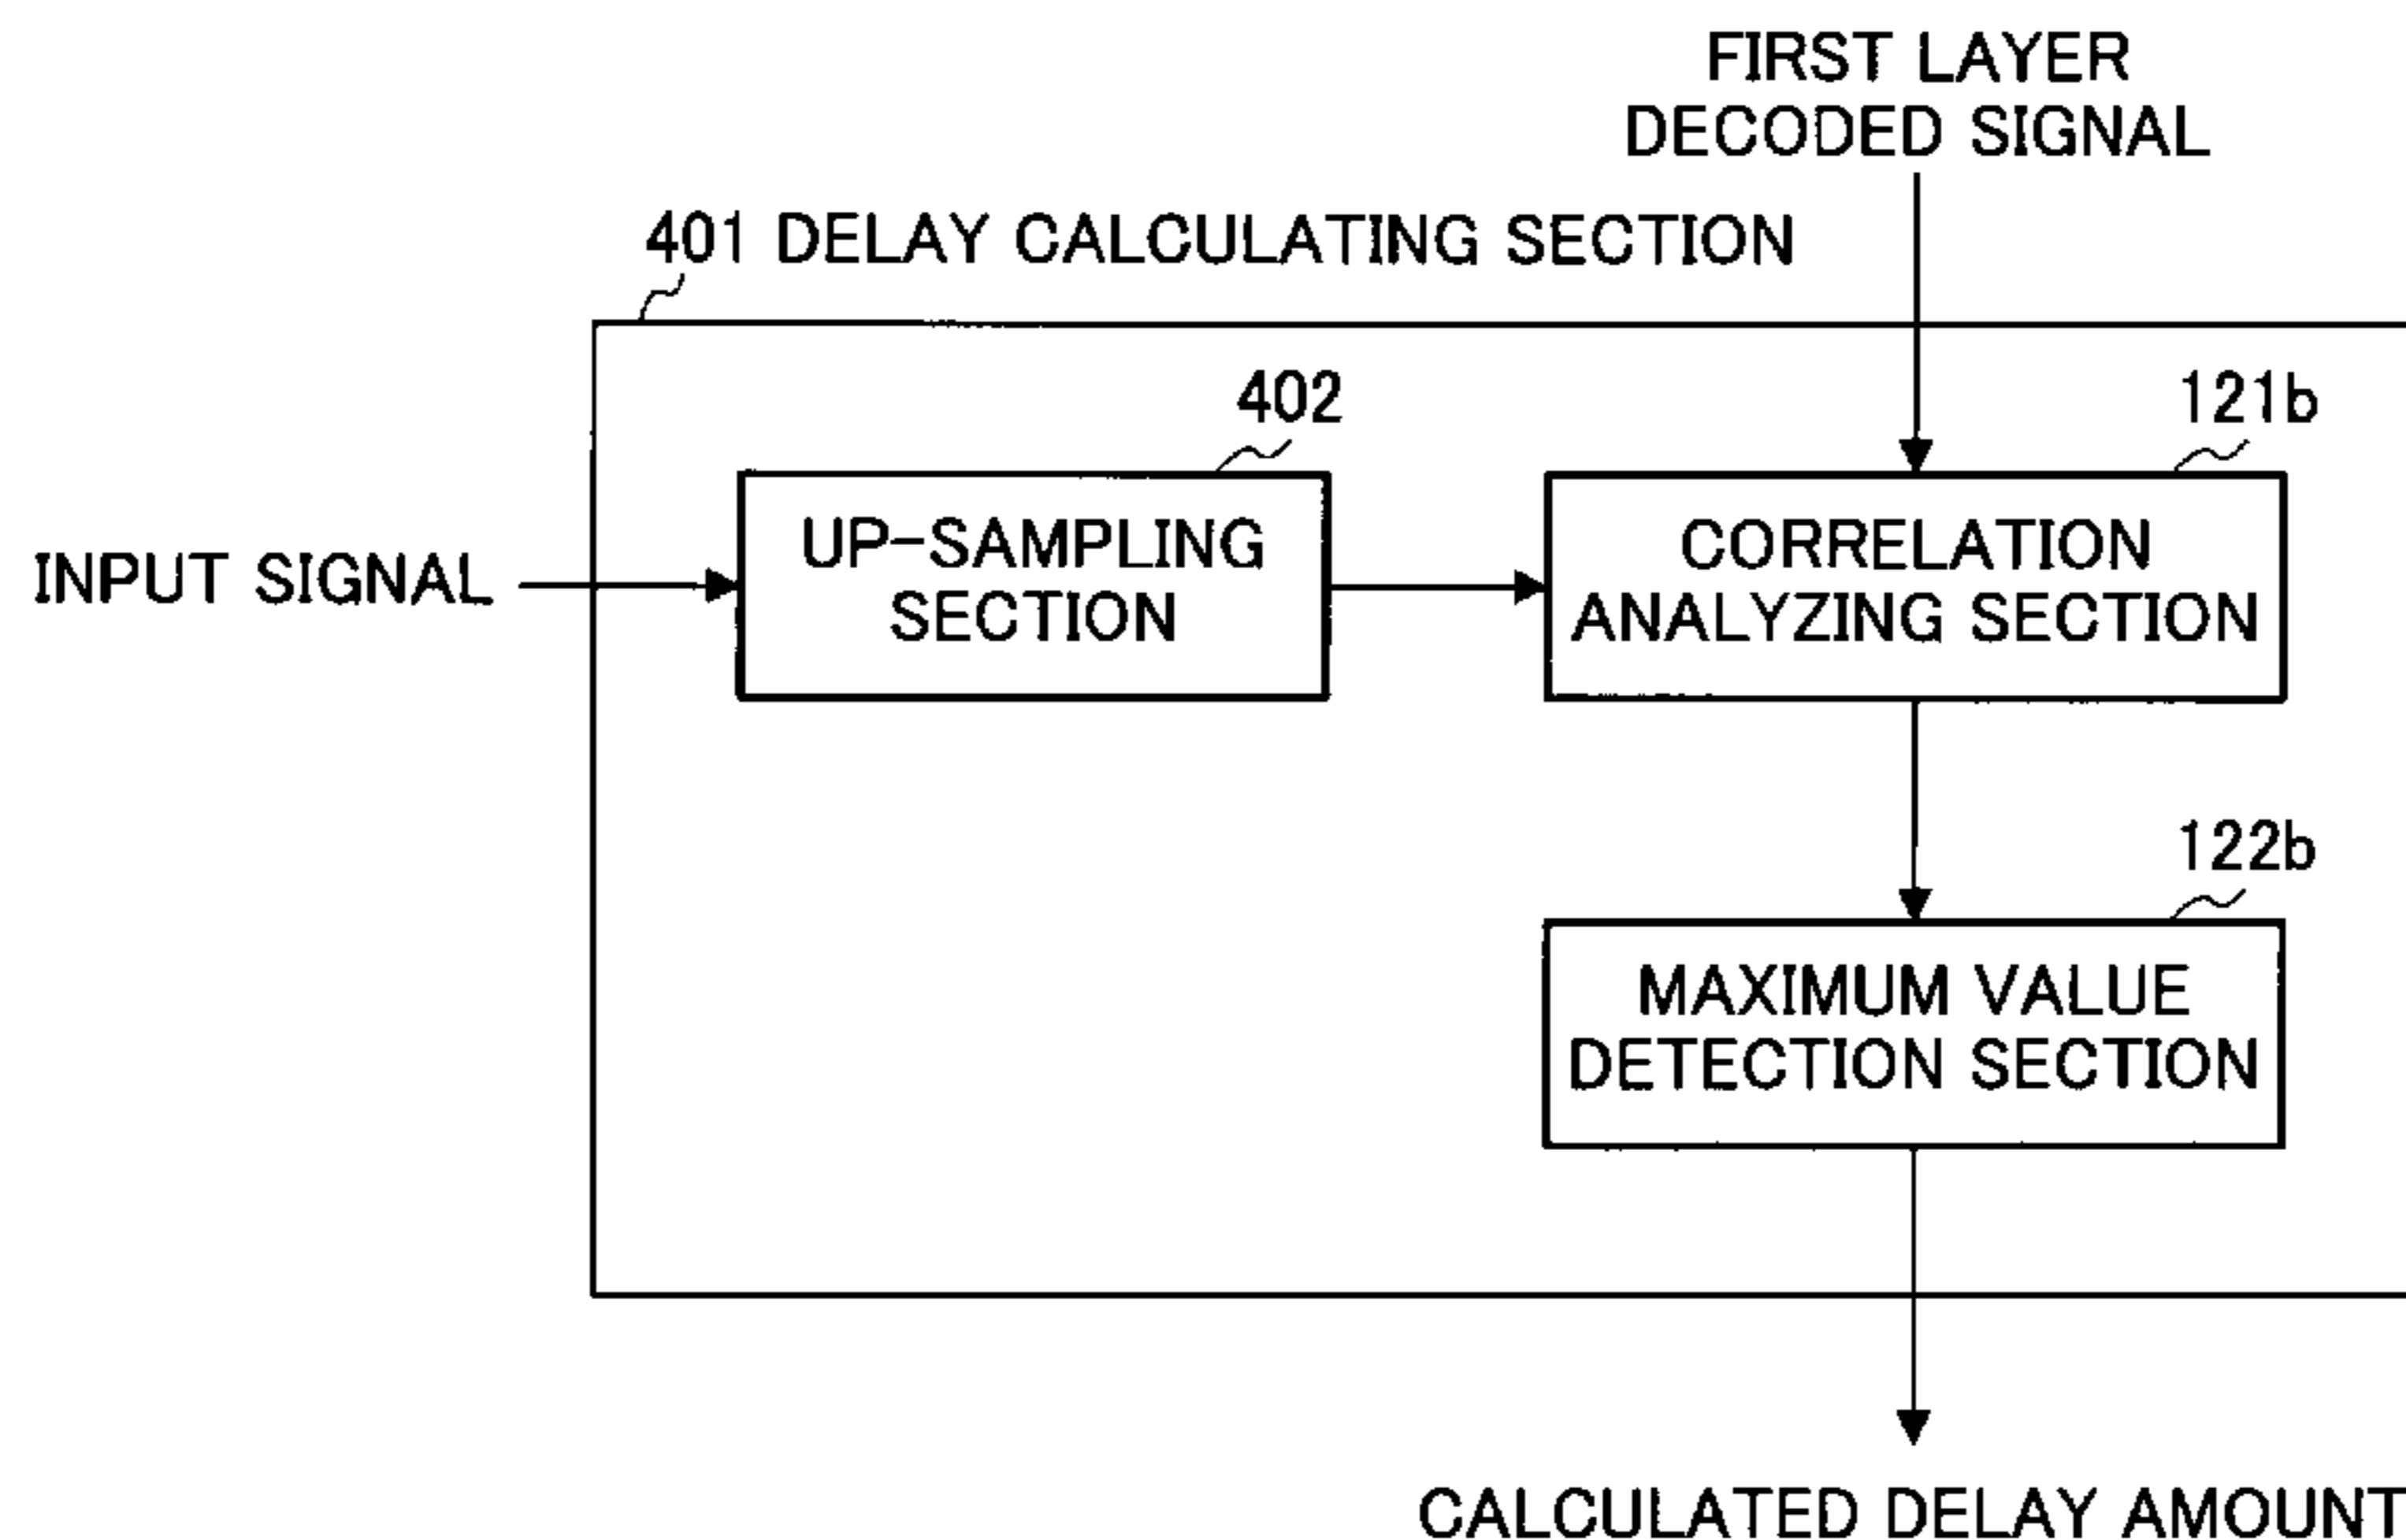 FIRST LAYER
DECODED SIGNAL
401 DELAY CALCULATING SECTION
402
121b
INPUT SIGNAL
UP-SAMPLING
SECTION
CORRELATION
ANALYZING SECTION
122b
MAXIMUM VALUE
DETECTION SECTION
CALCULATED DELAY AMOUNT